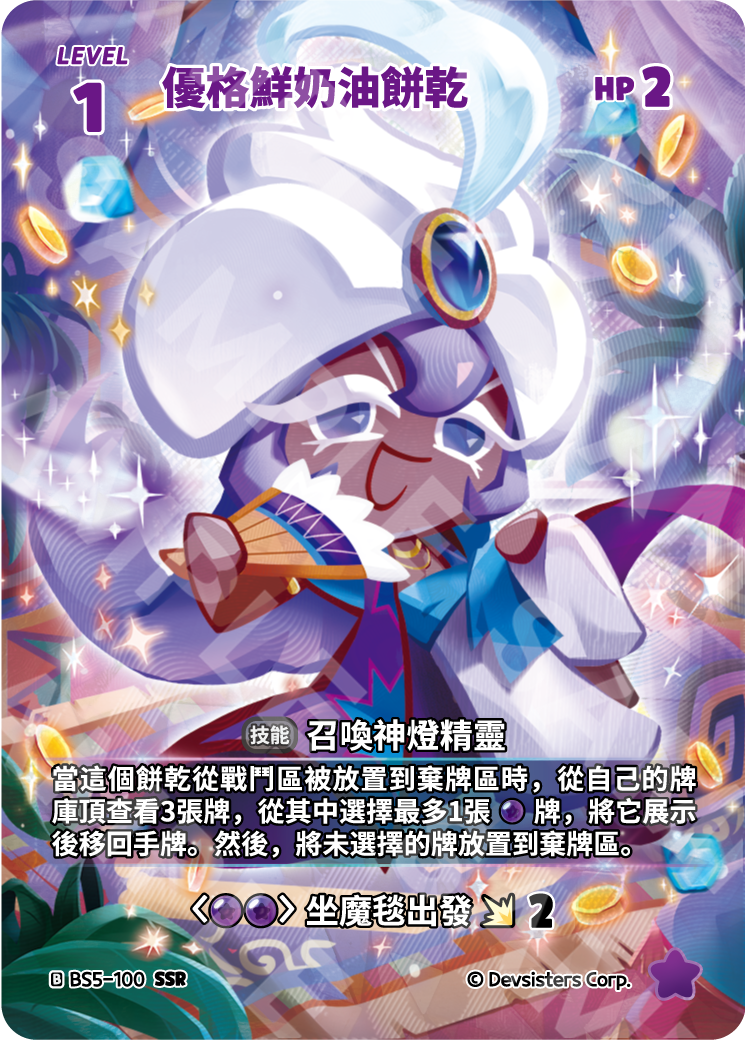 LEVEL
1
優格鮮奶油餅乾
HP 2
技能 召喚神燈精靈
當這個餅乾從戰鬥區被放置到棄牌區時，從自己的牌
庫頂查看3張牌，從其中選擇最多1張 牌，將它展示
後移回手牌。然後，將未選擇的牌放置到棄牌區。
〈 〉坐魔毯出發 2
B BS5-100 SSR
© Devsisters Corp.